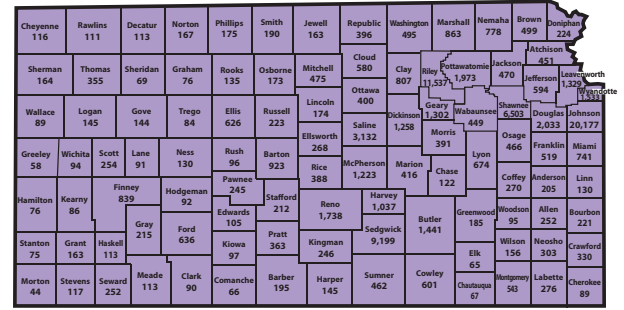 Cheyenne
116
Rawlins
111
Decatur
113
Norton
167
Phillips
175
Smith
190
Jewell
163
Republic
396
Washington
495
Marshall
863
Nemaha
778
Brown
499
Doniphan
224
Sherman
164
Thomas
355
Sheridan
69
Graham
76
Rooks
135
Osborne
173
Mitchell
475
Cloud
580
Clay
807
Riley
11,537
Pottawatomie
1,973
Jackson
470
Atchison
451
Jefferson
594
Leavenworth
1,329
Wyandotte
1,533
Ottawa
400
Lincoln
174
Wallace
89
Logan
145
Gove
144
Trego
84
Ellis
626
Russell
223
Ellsworth
268
Saline
3,132
Dickinson
1,258
Geary
1,302
Wabaunsee
449
Shawnee
6,503
Douglas
2,033
Johnson
20,177
Morris
391
Osage
466
Franklin
519
Miami
741
Greeley
58
Wichita
94
Scott
254
Lane
91
Ness
130
Rush
96
Barton
923
Rice
388
McPherson
1,223
Marion
416
Chase
122
Lyon
674
Coffey
270
Anderson
205
Linn
130
Hamilton
76
Kearny
86
Finney
839
Hodgeman
92
Pawnee
245
Stafford
212
Reno
1,738
Harvey
1,037
Butler
1,441
Greenwood
185
Woodson
95
Allen
252
Bourbon
221
Gray
215
Ford
636
Edwards
105
Pratt
363
Sedgwick
9,199
Stanton
75
Grant
163
Haskell
113
Kiowa
97
Kingman
246
Elk
65
Wilson
156
Neosho
303
Crawford
330
Morton
44
Stevens
117
Seward
252
Meade
113
Clark
90
Comanche
66
Barber
195
Harper
145
Sumner
462
Cowley
601
Chautauqua
67
Montgomery
543
Labette
276
Cherokee
89